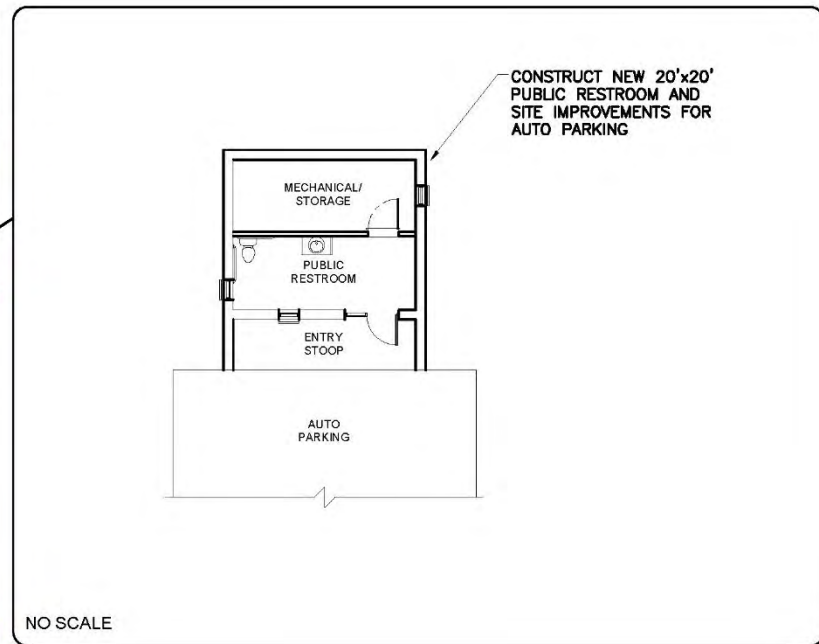 CONSTRUCT NEW 20'x20'
PUBLIC RESTROOM AND
SITE IMPROVEMENTS FOR
AUTO PARKING
MECHANICAL/
STORAGE
PUBLIC
RESTROOM
ENTRY
STOOP
AUTO
PARKING
NO SCALE